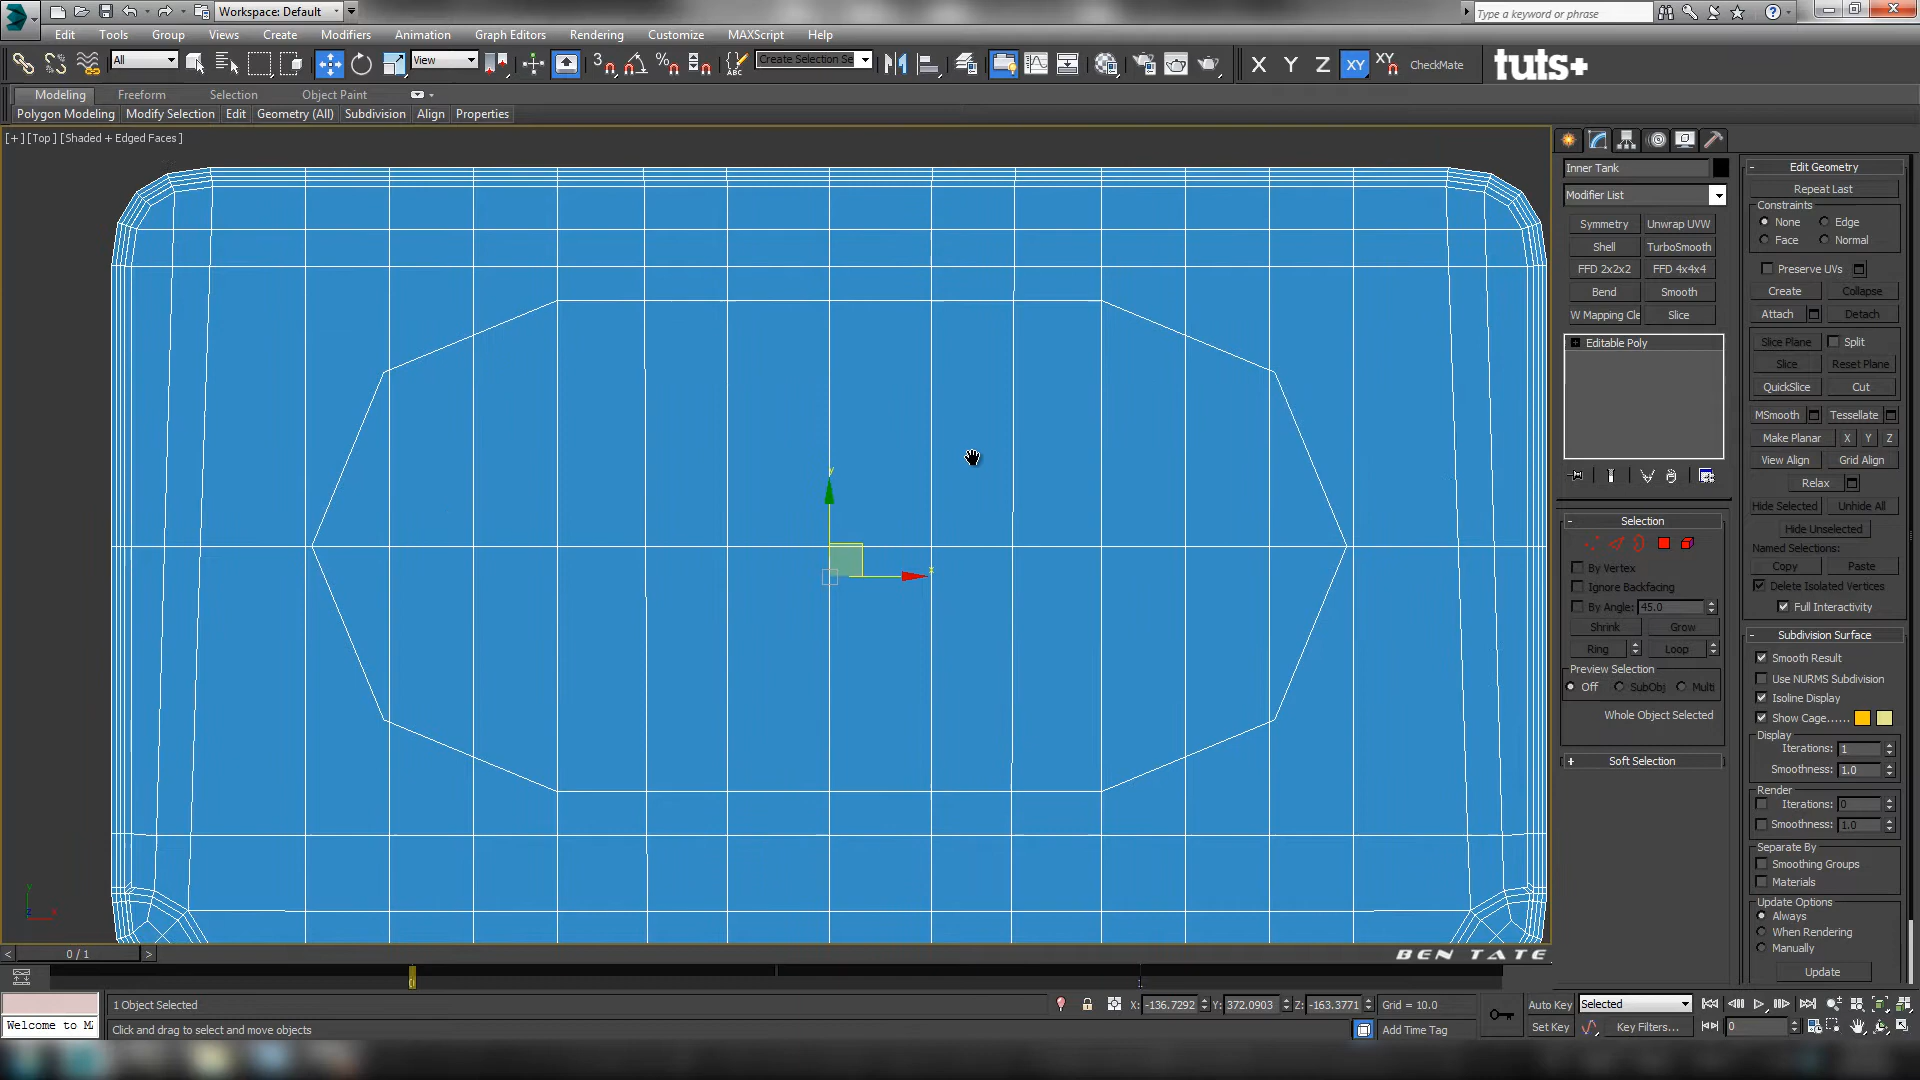 Workspace: Default
Type a keyword or phrase
Edit Tools Group Views Create Modifiers Animation Graph Editors Rendering Customize MAXScript Help
All View Create Selection Se X Y Z XY XY CheckMate tuts+
Modeling Freeform Selection Object Paint
Polygon Modeling Modify Selection Edit Geometry (All) Subdivision Align Properties
[+] [Top] [Shaded + Edged Faces]
Inner Tank
Modifier List
Symmetry Unwrap UVW
Shell TurboSmooth
FFD 2x2x2 FFD 4x4x4
Bend Smooth
W Mapping Cle Slice
Editable Poly
Selection
By Vertex
Ignore Backfacing
By Angle: 45.0
Shrink Grow
Ring Loop
Preview Selection
Off SubObj Multi
Whole Object Selected
Soft Selection
Edit Geometry
Repeat Last
Constraints
None Edge
Face Normal
Preserve UVs
Create Collapse
Attach Detach
Slice Plane Split
Slice Reset Plane
QuickSlice Cut
MSmooth Tessellate
Make Planar X Y Z
View Align Grid Align
Relax
Hide Selected Unhide All
Hide Unselected
Named Selections:
Copy Paste
Delete Isolated Vertices
Full Interactivity
Subdivision Surface
Smooth Result
Use NURMS Subdivision
Isoline Display
Show Cage......
Display
Iterations: 1
Smoothness: 1.0
Render
Iterations: 0
Smoothness: 1.0
Separate By
Smoothing Groups
Materials
Update Options
Always
When Rendering
Manually
Update
y
x
< 0 / 1 >
BEN TATE
1 Object Selected X: -136.7292 Y: 372.0903 Z: -163.3771 Grid = 10.0 Auto Key Selected
Welcome to M Click and drag to select and move objects Add Time Tag Set Key Key Filters... 0